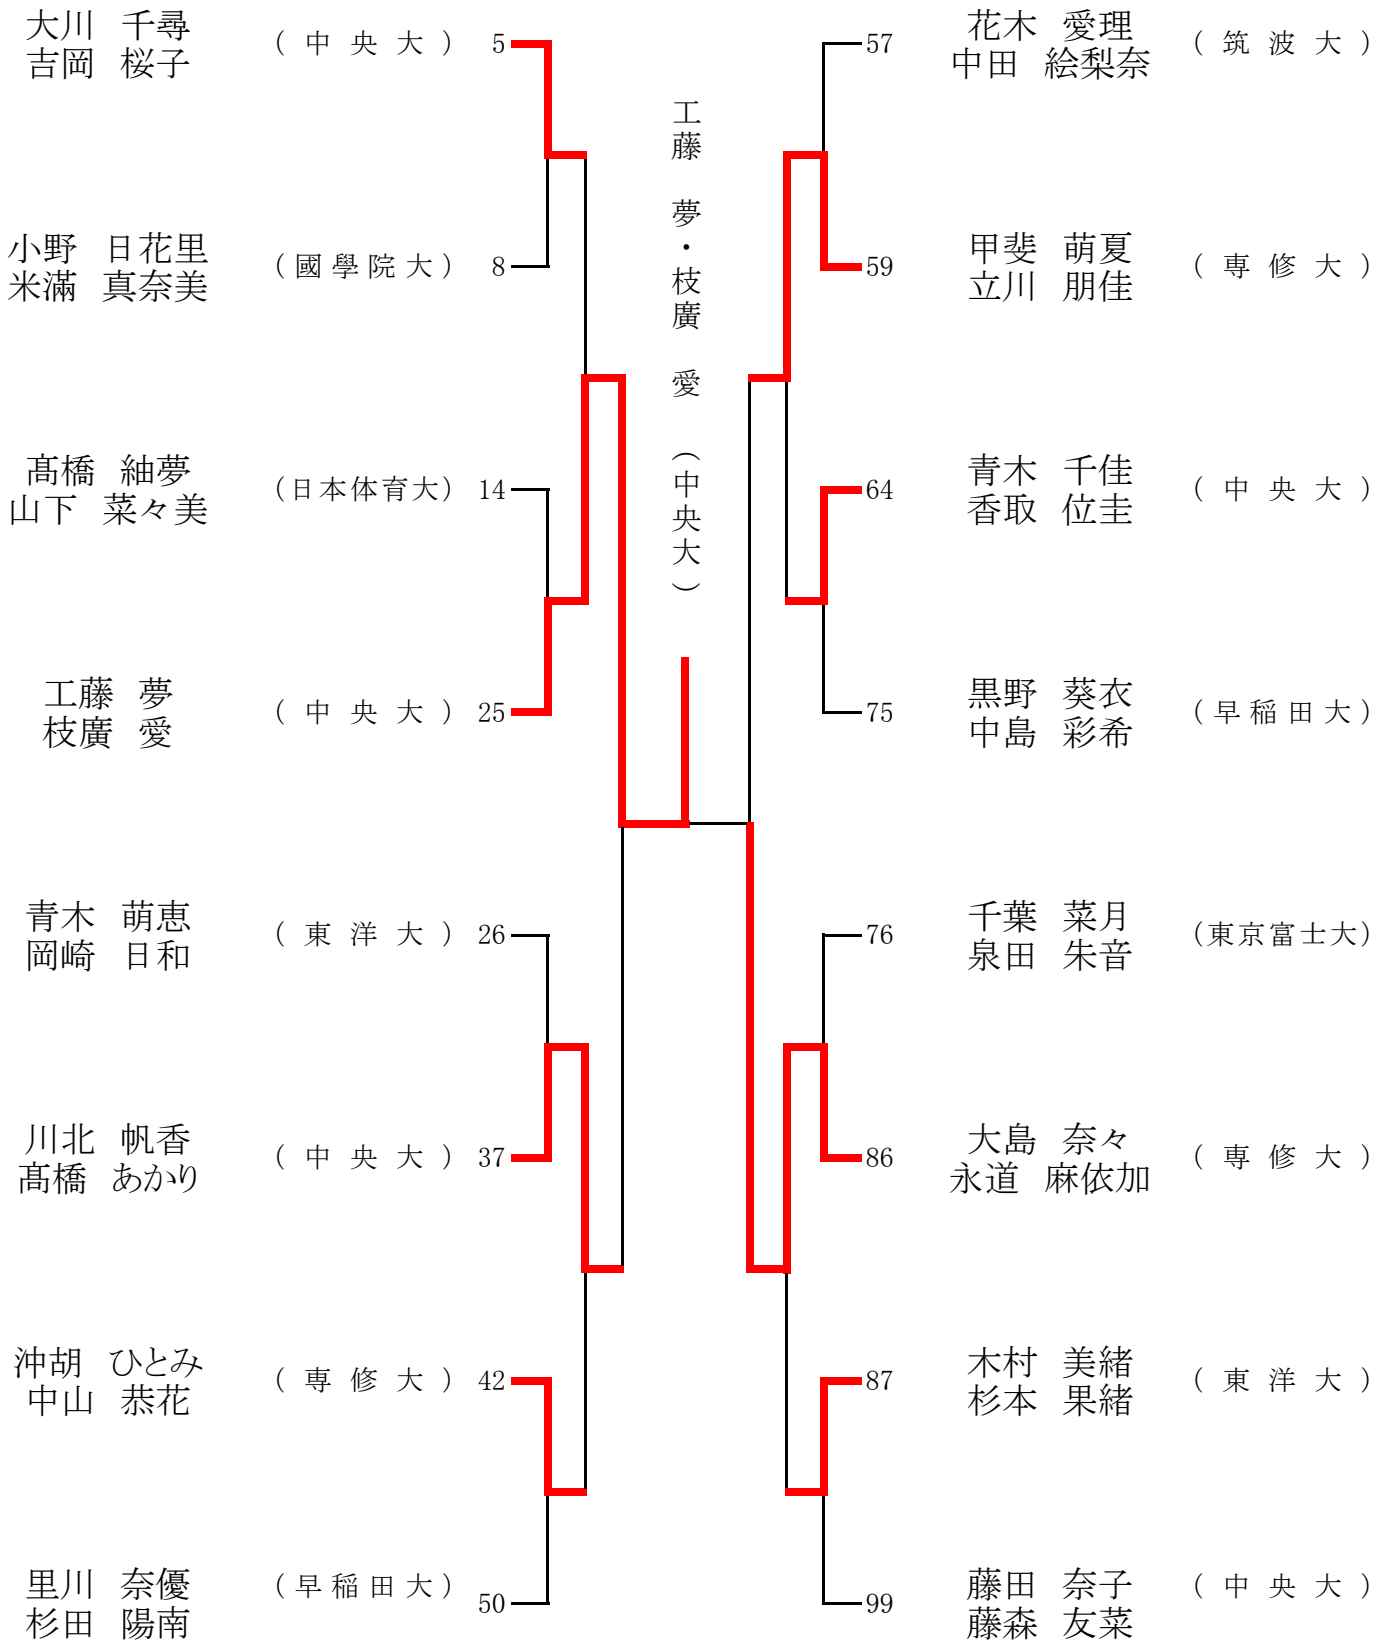 大川 千尋
吉岡 桜子
(中央大) 5
小野 日花里
米満 真奈美
(國學院大) 8
髙橋 紬夢
山下 菜々美
(日本体育大) 14
工藤 夢
枝廣 愛
(中央大) 25
青木 萌恵
岡崎 日和
(東洋大) 26
川北 帆香
髙橋 あかり
(中央大) 37
沖胡 ひとみ
中山 恭花
(専修大) 42
里川 奈優
杉田 陽南
(早稲田大) 50
工藤 夢・枝廣 愛 (中央大)
57
花木 愛理
中田 絵梨奈
(筑波大)
59
甲斐 萌夏
立川 朋佳
(専修大)
64
青木 千佳
香取 位圭
(中央大)
75
黒野 葵衣
中島 彩希
(早稲田大)
76
千葉 菜月
泉田 朱音
(東京富士大)
86
大島 奈々
永道 麻依加
(専修大)
87
木村 美緒
杉本 果緒
(東洋大)
99
藤田 奈子
藤森 友菜
(中央大)